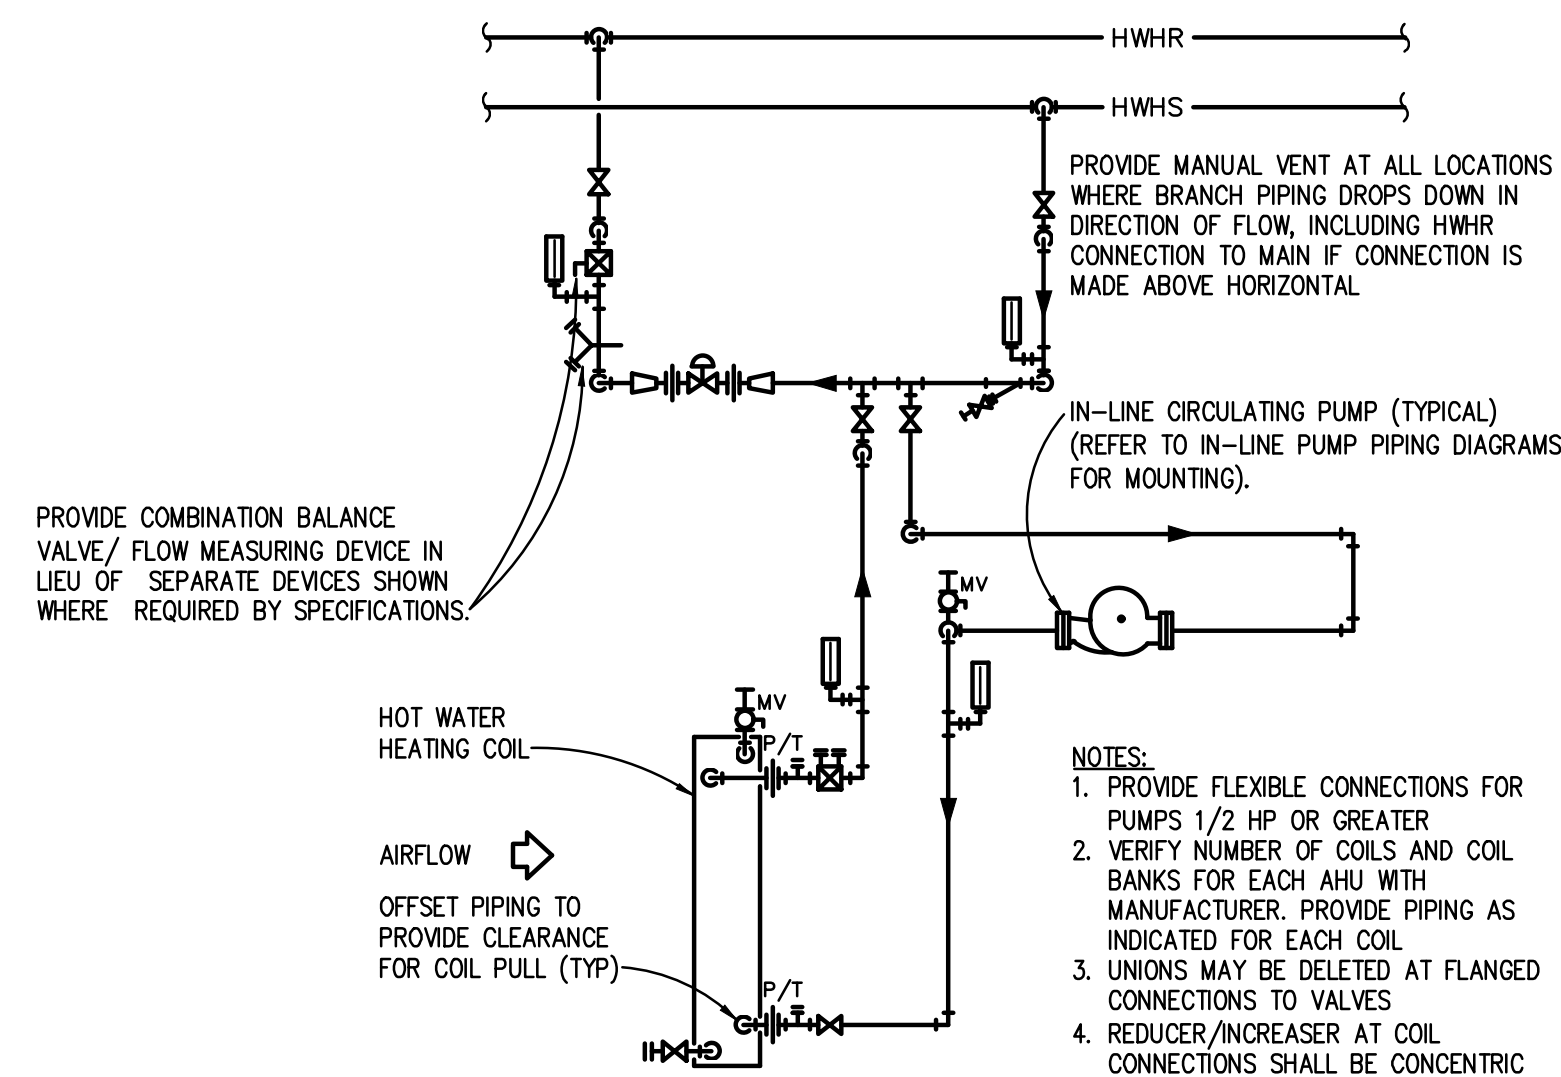 HWHR
HWHS
PROVIDE MANUAL VENT AT ALL LOCATIONS
WHERE BRANCH PIPING DROPS DOWN IN
DIRECTION OF FLOW, INCLUDING HWHR
CONNECTION TO MAIN IF CONNECTION IS
MADE ABOVE HORIZONTAL
IN-LINE CIRCULATING PUMP (TYPICAL)
(REFER TO IN-LINE PUMP PIPING DIAGRAMS
FOR MOUNTING).
PROVIDE COMBINATION BALANCE
VALVE/ FLOW MEASURING DEVICE IN
LIEU OF SEPARATE DEVICES SHOWN
WHERE REQUIRED BY SPECIFICATIONS.
MV
MV
P/T
HOT WATER
HEATING COIL
AIRFLOW
OFFSET PIPING TO
PROVIDE CLEARANCE
FOR COIL PULL (TYP)
P/T
NOTES:
1. PROVIDE FLEXIBLE CONNECTIONS FOR
PUMPS 1/2 HP OR GREATER
2. VERIFY NUMBER OF COILS AND COIL
BANKS FOR EACH AHU WITH
MANUFACTURER. PROVIDE PIPING AS
INDICATED FOR EACH COIL
3. UNIONS MAY BE DELETED AT FLANGED
CONNECTIONS TO VALVES
4. REDUCER/INCREASER AT COIL
CONNECTIONS SHALL BE CONCENTRIC